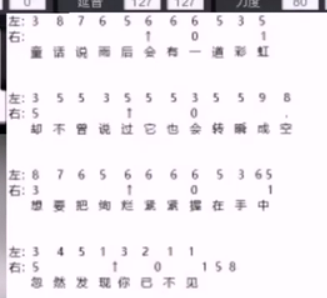 0 延音 127 127 力度 80
左: 3 8 7 6 5 6 6 6 5 3 5
右: ↑ 0 1
童 话 说 雨 后 会 有 一 道 彩 虹
左: 3 5 5 3 5 5 5 3 5 5 9 8
右: 5 ↑ 0 .
却 不 曾 说 过 它 也 会 转 瞬 成 空
左: 8 7 6 5 6 6 6 6 5 3 65
右: 3 ↑ 0 1
想 要 把 绚 烂 紧 紧 握 在 手 中
左: 3 4 5 1 3 2 1 1
右: 5 ↑ 0 1 5 8
忽 然 发 现 你 已 不 见